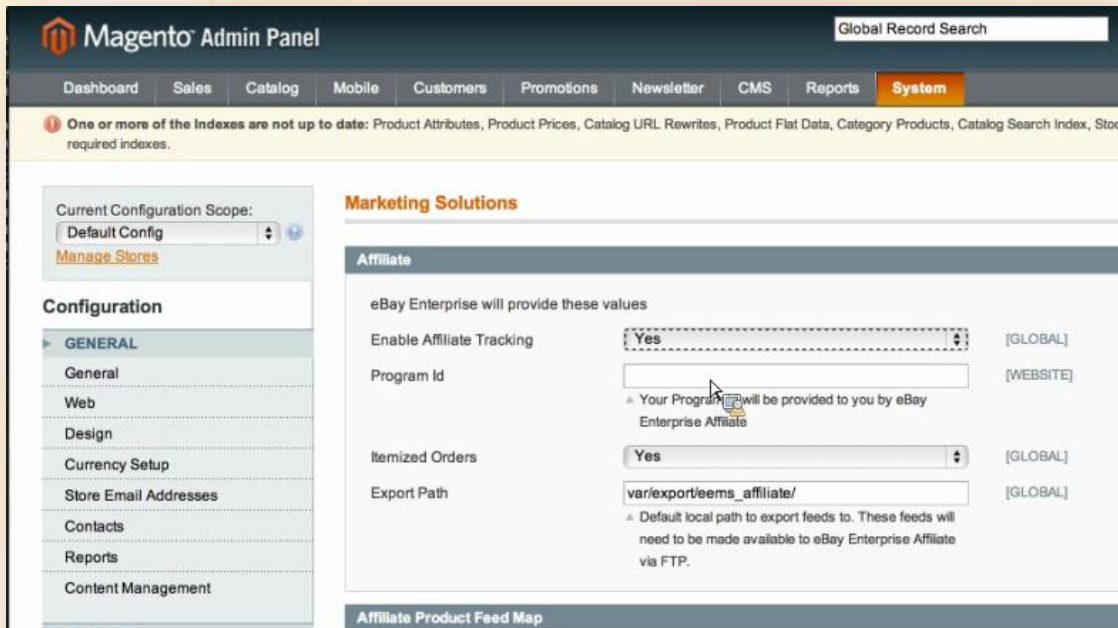 Magento Admin Panel
Global Record Search
Dashboard Sales Catalog Mobile Customers Promotions Newsletter CMS Reports System
One or more of the Indexes are not up to date: Product Attributes, Product Prices, Catalog URL Rewrites, Product Flat Data, Category Products, Catalog Search Index,
required indexes.
Current Configuration Scope:
Default Config
Manage Stores
Configuration
GENERAL
General
Web
Design
Currency Setup
Store Email Addresses
Contacts
Reports
Content Management
Marketing Solutions
Affiliate
eBay Enterprise will provide these values
Enable Affiliate Tracking Yes [GLOBAL]
Program Id [WEBSITE]
Your will be provided to you by eBay
Enterprise Affiliate
Itemized Orders Yes [GLOBAL]
Export Path var/export/eems_affiliate/ [GLOBAL]
Default local path to export feeds to. These feeds will
need to be made available to eBay Enterprise Affiliate
via FTP.
Affiliate Product Feed Map